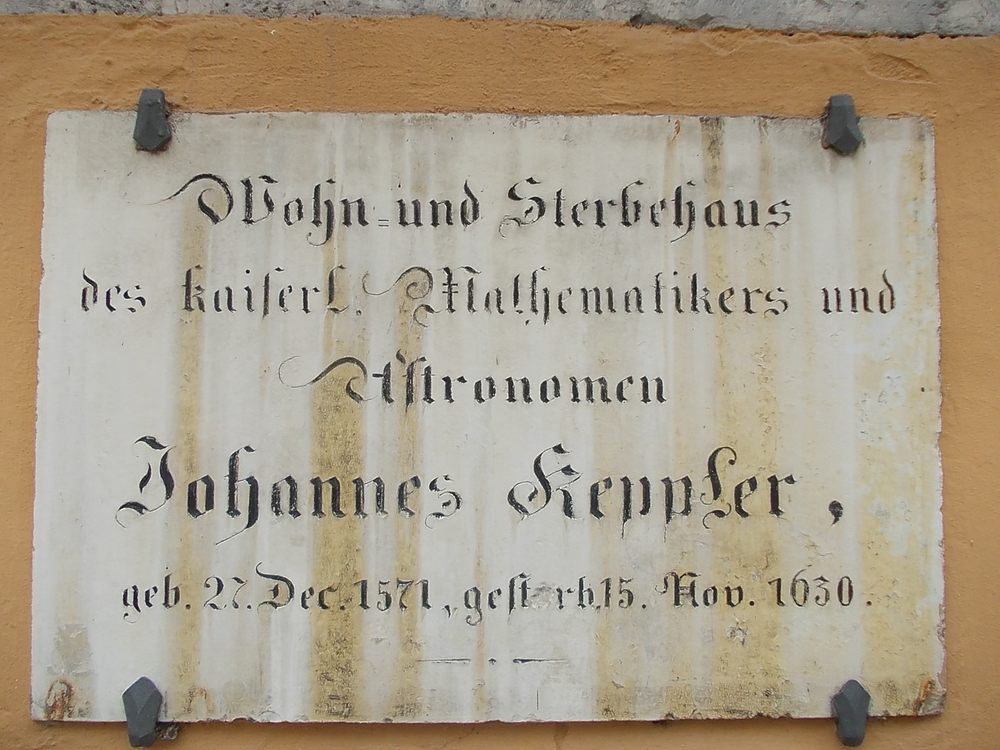 Wohn= und Sterbehaus
des kaiserl. Mathematikers und
Astronomen
Johannes Keppler,
geb. 27. Dec. 1571, gestorb. 15. Nov. 1630.